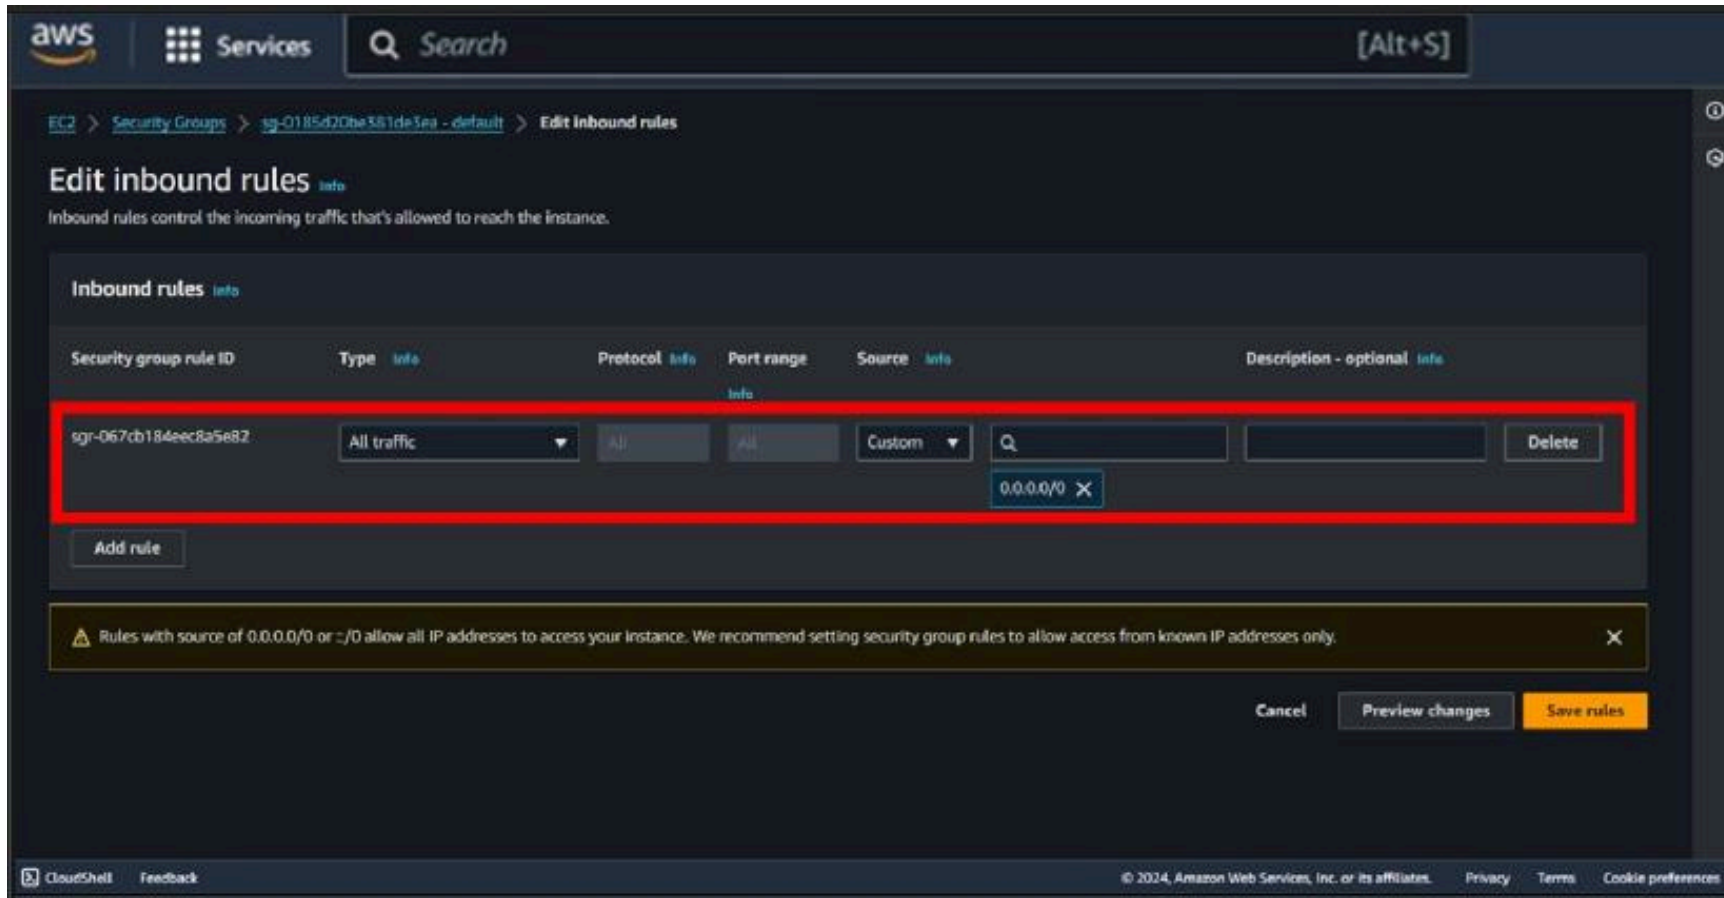 aws Services Search [Alt+S]
EC2 > Security Groups > sg-0185d20be381de3ea - default > Edit inbound rules
Edit inbound rules Info
Inbound rules control the incoming traffic that's allowed to reach the instance.
Inbound rules Info
Security group rule ID Type Info Protocol Info Port range Source Info Description - optional Info
Info
sgr-067cb184eec8a5e82 All traffic All All Custom Delete
0.0.0.0/0
Add rule
Rules with source of 0.0.0.0/0 or ::/0 allow all IP addresses to access your instance. We recommend setting security group rules to allow access from known IP addresses only.
Cancel Preview changes Save rules
CloudShell Feedback © 2024, Amazon Web Services, Inc. or its affiliates. Privacy Terms Cookie preferences